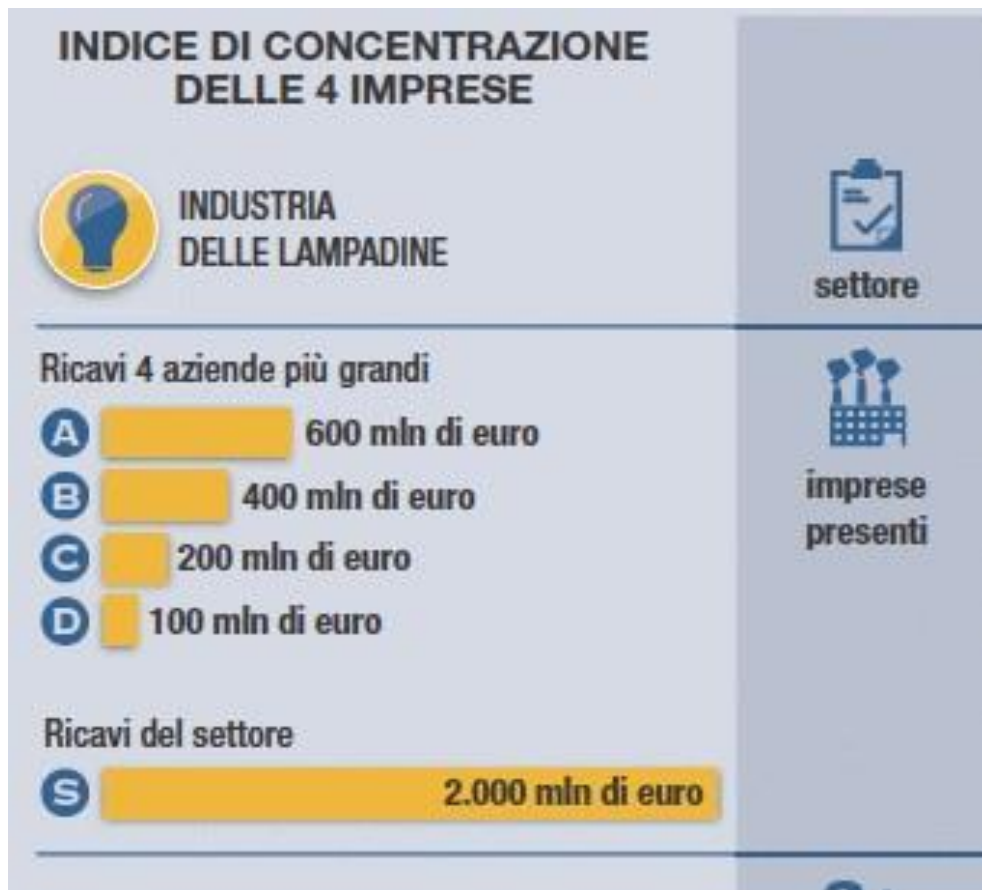 INDICE DI CONCENTRAZIONE
DELLE 4 IMPRESE
INDUSTRIA
DELLE LAMPADINE
settore
Ricavi 4 aziende più grandi
A 600 mln di euro
B 400 mln di euro
C 200 mln di euro
D 100 mln di euro
imprese
presenti
Ricavi del settore
S 2.000 mln di euro